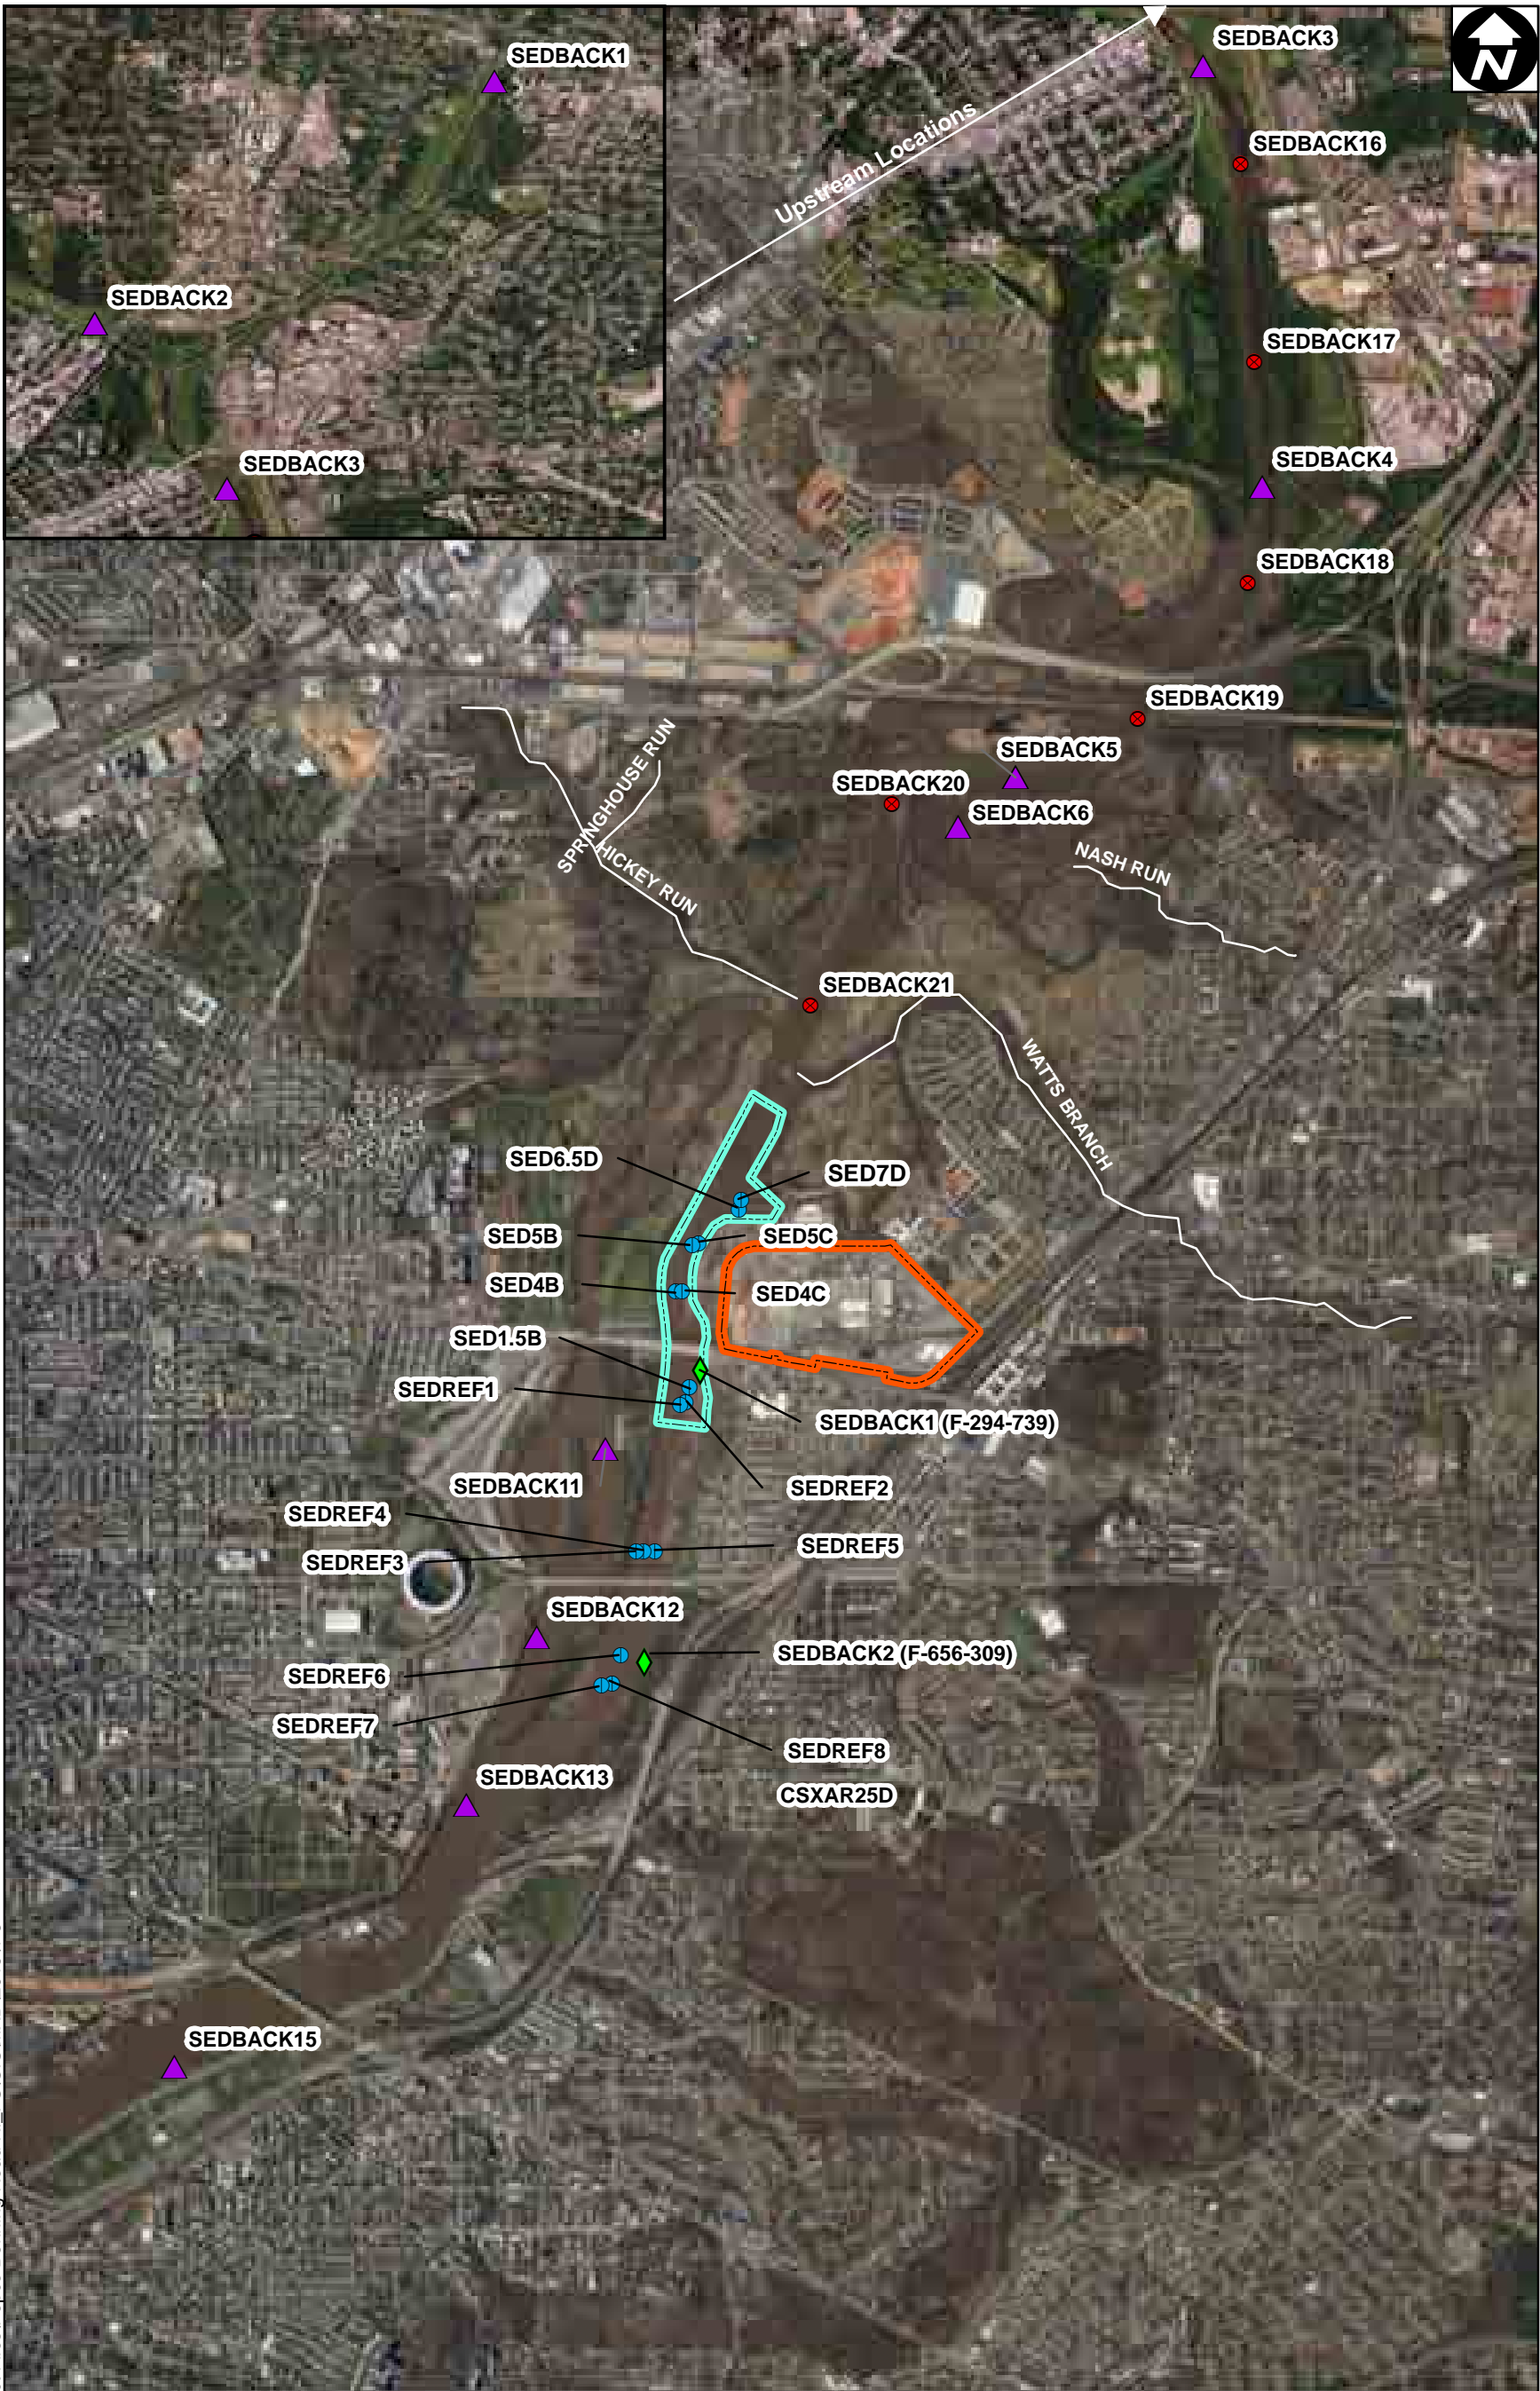 SEDBACK1
SEDBACK2
SEDBACK3
Upstream Locations
SEDBACK3
N
SEDBACK16
SEDBACK17
SEDBACK4
SEDBACK18
SEDBACK19
SEDBACK5
SEDBACK20
SEDBACK6
SPRINGHOUSE RUN
HICKEY RUN
NASH RUN
SEDBACK21
WATTS BRANCH
SED6.5D
SED7D
SED5B
SED5C
SED4B
SED4C
SED1.5B
SEDREF1
SEDBACK1 (F-294-739)
SEDBACK11
SEDREF2
SEDREF4
SEDREF3
SEDREF5
SEDBACK12
SEDBACK2 (F-656-309)
SEDREF6
SEDREF7
SEDREF8
SEDBACK13
CSXAR25D
SEDBACK15